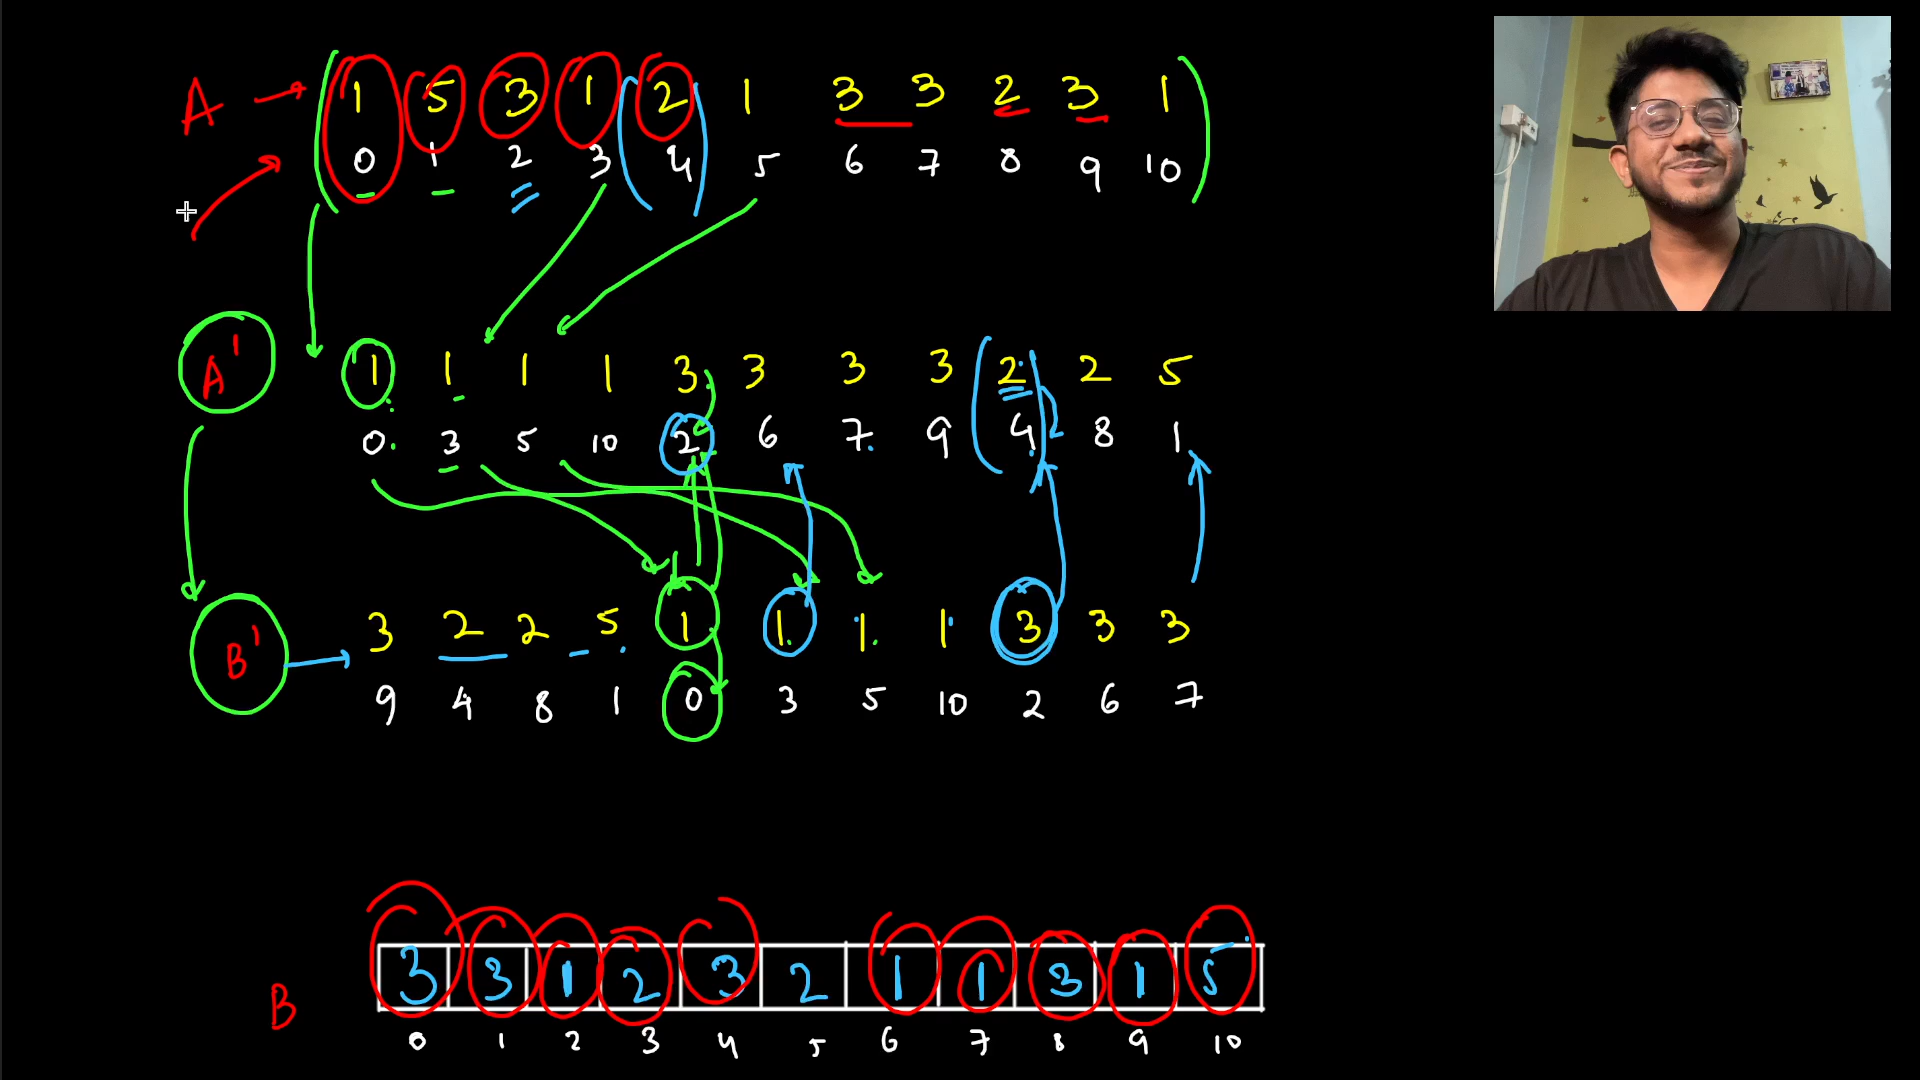 A → 1 5 3 1 2 1 3 3 2 3 1
0 1 2 3 4 5 6 7 8 9 10
A' 1 1 1 1 3 3 3 3 2 2 5
0 3 5 10 2 6 7 9 4 8 1
B' → 3 2 2 5 1 1 1 1 3 3 3
9 4 8 1 0 3 5 10 2 6 7
B 3 3 1 2 3 2 1 1 3 1 5
0 1 2 3 4 5 6 7 8 9 10